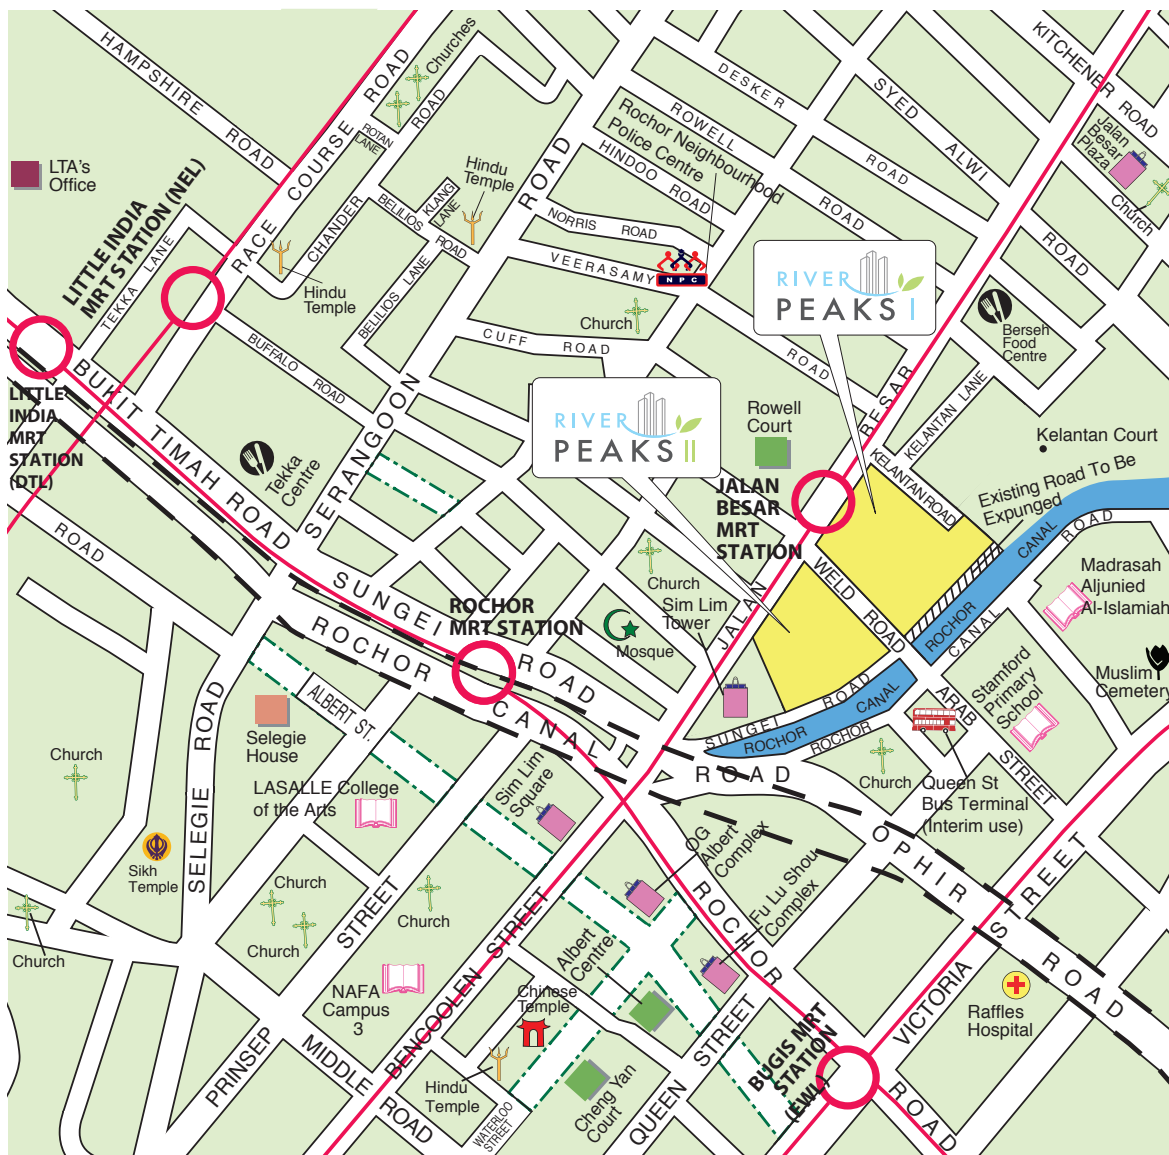 HAMPSHIRE ROAD
LTA's
Office
LITTLE INDIA
MRT STATION (NEL)
TEKKA LANE
RACE COURSE ROAD
Churches
ROTAN
LANE
CHANDER ROAD
BELILIOS ROAD
KLANG
LANE
Hindu
Temple
Hindu
Temple
BELILIOS LANE
BUFFALO ROAD
SERANGOON ROAD
DESKER ROAD
ROWELL ROAD
HINDOO ROAD
Rochor Neighbourhood
Police Centre
NORRIS ROAD
VEERASAMY ROAD
NPC
Church
CUFF ROAD
SYED ALWI ROAD
KITCHENER ROAD
Jalan
Besar
Plaza
Church
RIVER
PEAKS I
RIVER
PEAKS II
Berseh
Food
Centre
Rowell
Court
JALAN BESAR
KELANTAN LANE
KELANTAN ROAD
Kelantan Court
Existing Road To Be
Expunged
JALAN
BESAR
MRT
STATION
LITTLE
INDIA
MRT
STATION
(DTL)
BUKIT TIMAH ROAD
Tekka
Centre
ROAD
SUNGEI ROAD
ROCHOR
MRT STATION
ROCHOR CANAL ROAD
Church
Sim Lim
Tower
Mosque
WELD ROAD
SUNGEI ROAD
ROCHOR CANAL
ROCHOR CANAL
ROCHOR CANAL ROAD
Madrasah
Aljunied
Al-Islamiah
Muslim
Cemetery
Stamford
Primary
School
ARAB STREET
Church
Queen St
Bus Terminal
(Interim use)
ALBERT ST.
Selegie
House
SELEGIE ROAD
LASALLE College
of the Arts
Sim Lim
Square
Church
Sikh
Temple
Church
Church
Church
Church
NAFA
Campus
3
PRINSEP STREET
MIDDLE ROAD
BENCOOLEN STREET
OG
Albert
Complex
Fu Lu Shou
Complex
Albert
Centre
Chinese
Temple
Hindu
Temple
WATERLOO
STREET
Cheng Yan
Court
QUEEN STREET
BUGIS MRT
STATION
(EWL)
ROCHOR ROAD
OPHIR ROAD
VICTORIA STREET
Raffles
Hospital